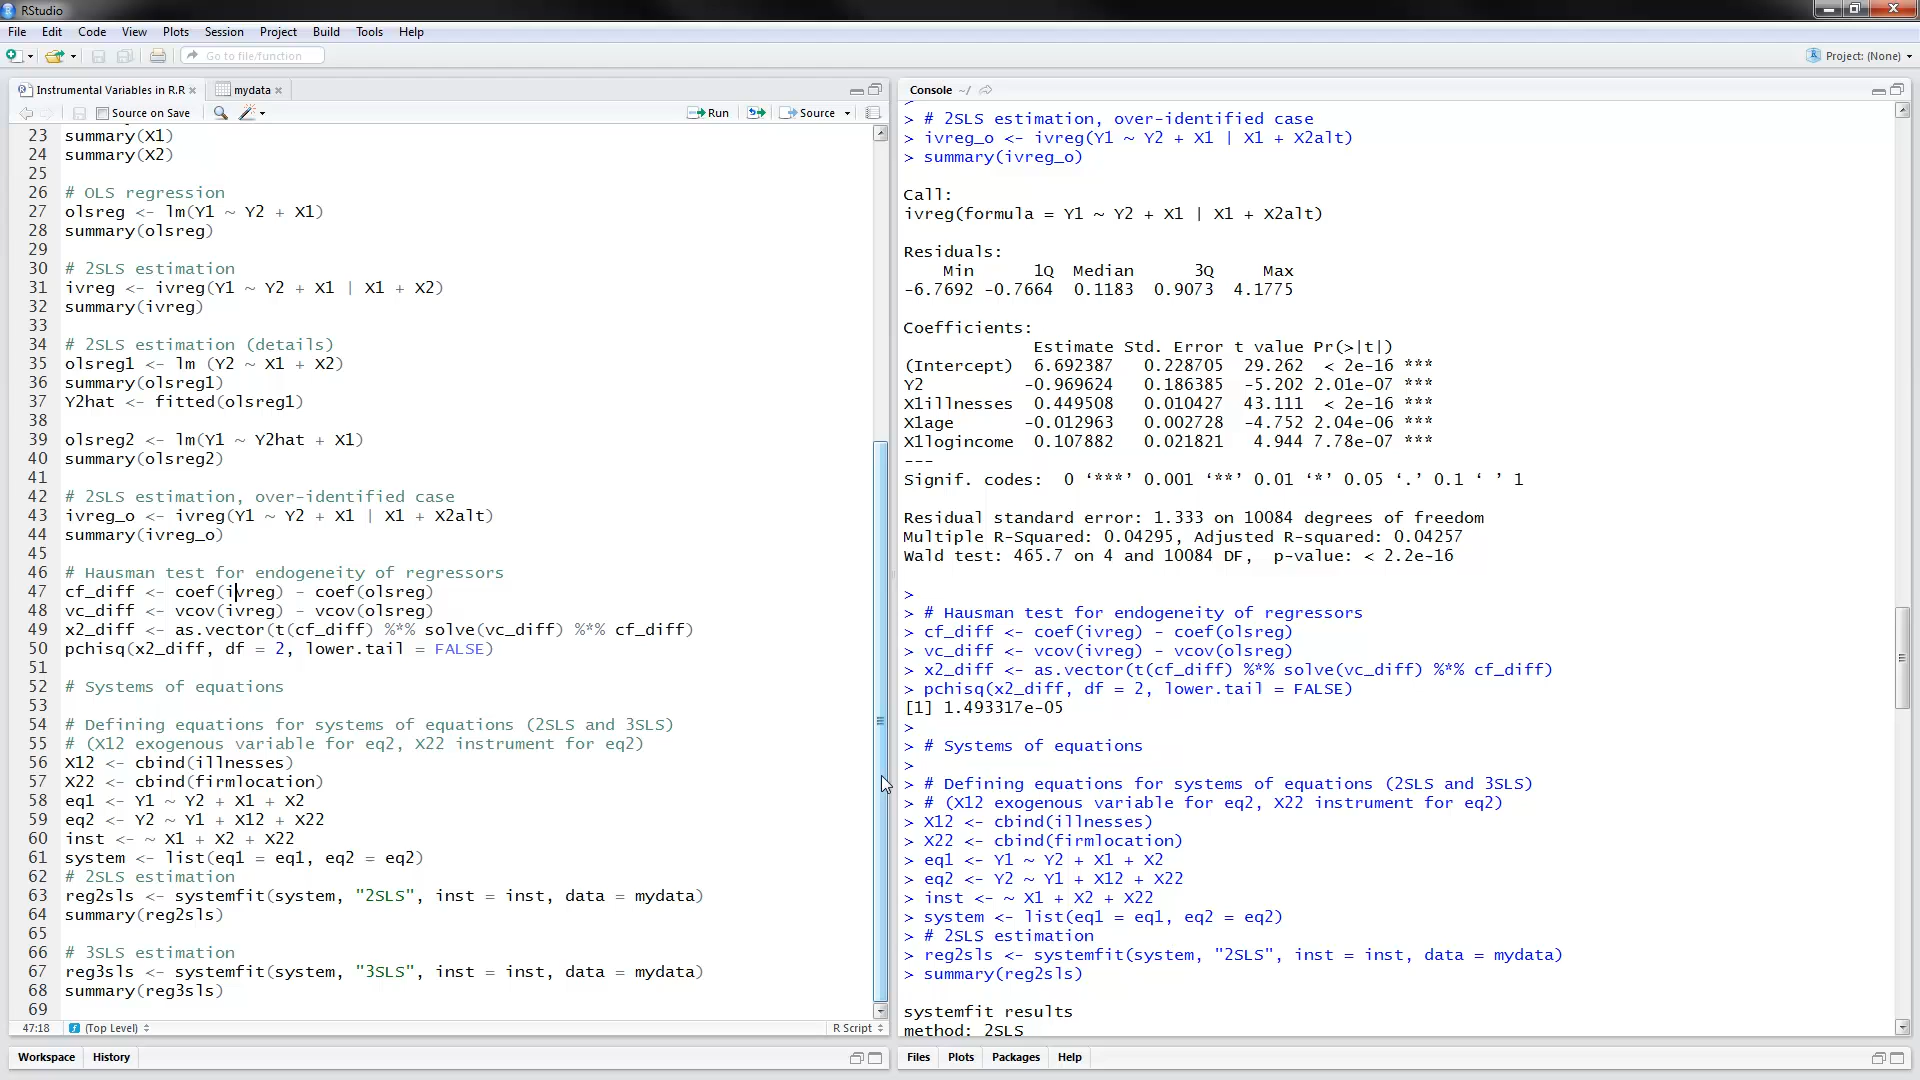 RStudio
File Edit Code View Plots Session Project Build Tools Help
Go to file/function
Project: (None)
Instrumental Variables in R.R
mydata
Source on Save
Run
Source
23 summary(X1)
24 summary(X2)
25
26 # OLS regression
27 olsreg <- lm(Y1 ~ Y2 + X1)
28 summary(olsreg)
29
30 # 2SLS estimation
31 ivreg <- ivreg(Y1 ~ Y2 + X1 | X1 + X2)
32 summary(ivreg)
33
34 # 2SLS estimation (details)
35 olsreg1 <- lm (Y2 ~ X1 + X2)
36 summary(olsreg1)
37 Y2hat <- fitted(olsreg1)
38
39 olsreg2 <- lm(Y1 ~ Y2hat + X1)
40 summary(olsreg2)
41
42 # 2SLS estimation, over-identified case
43 ivreg_o <- ivreg(Y1 ~ Y2 + X1 | X1 + X2alt)
44 summary(ivreg_o)
45
46 # Hausman test for endogeneity of regressors
47 cf_diff <- coef(ivreg) - coef(olsreg)
48 vc_diff <- vcov(ivreg) - vcov(olsreg)
49 x2_diff <- as.vector(t(cf_diff) %*% solve(vc_diff) %*% cf_diff)
50 pchisq(x2_diff, df = 2, lower.tail = FALSE)
51
52 # Systems of equations
53
54 # Defining equations for systems of equations (2SLS and 3SLS)
55 # (X12 exogenous variable for eq2, X22 instrument for eq2)
56 X12 <- cbind(illnesses)
57 X22 <- cbind(firmlocation)
58 eq1 <- Y1 ~ Y2 + X1 + X2
59 eq2 <- Y2 ~ Y1 + X12 + X22
60 inst <- ~ X1 + X2 + X22
61 system <- list(eq1 = eq1, eq2 = eq2)
62 # 2SLS estimation
63 reg2sls <- systemfit(system, "2SLS", inst = inst, data = mydata)
64 summary(reg2sls)
65
66 # 3SLS estimation
67 reg3sls <- systemfit(system, "3SLS", inst = inst, data = mydata)
68 summary(reg3sls)
69
47:18 (Top Level) R Script
Workspace History
Console ~/
>
> # 2SLS estimation, over-identified case
> ivreg_o <- ivreg(Y1 ~ Y2 + X1 | X1 + X2alt)
> summary(ivreg_o)
Call:
ivreg(formula = Y1 ~ Y2 + X1 | X1 + X2alt)
Residuals:
Min 1Q Median 3Q Max
-6.7692 -0.7664 0.1183 0.9073 4.1775
Coefficients:
Estimate Std. Error t value Pr(>|t|)
(Intercept) 6.692387 0.228705 29.262 < 2e-16 ***
Y2 -0.969624 0.186385 -5.202 2.01e-07 ***
X1illnesses 0.449508 0.010427 43.111 < 2e-16 ***
X1age -0.012963 0.002728 -4.752 2.04e-06 ***
X1logincome 0.107882 0.021821 4.944 7.78e-07 ***
---
Signif. codes: 0 ‘***’ 0.001 ‘**’ 0.01 ‘*’ 0.05 ‘.’ 0.1 ‘ ’ 1
Residual standard error: 1.333 on 10084 degrees of freedom
Multiple R-Squared: 0.04295, Adjusted R-squared: 0.04257
Wald test: 465.7 on 4 and 10084 DF, p-value: < 2.2e-16
>
> # Hausman test for endogeneity of regressors
> cf_diff <- coef(ivreg) - coef(olsreg)
> vc_diff <- vcov(ivreg) - vcov(olsreg)
> x2_diff <- as.vector(t(cf_diff) %*% solve(vc_diff) %*% cf_diff)
> pchisq(x2_diff, df = 2, lower.tail = FALSE)
[1] 1.493317e-05
>
> # Systems of equations
>
> # Defining equations for systems of equations (2SLS and 3SLS)
> # (X12 exogenous variable for eq2, X22 instrument for eq2)
> X12 <- cbind(illnesses)
> X22 <- cbind(firmlocation)
> eq1 <- Y1 ~ Y2 + X1 + X2
> eq2 <- Y2 ~ Y1 + X12 + X22
> inst <- ~ X1 + X2 + X22
> system <- list(eq1 = eq1, eq2 = eq2)
> # 2SLS estimation
> reg2sls <- systemfit(system, "2SLS", inst = inst, data = mydata)
> summary(reg2sls)
systemfit results
method: 2SLS
Files Plots Packages Help